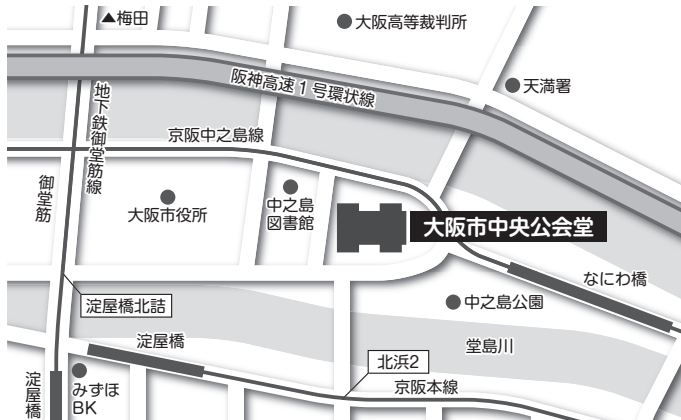 ▲梅田
大阪高等裁判所
阪神高速1号環状線
天満署
地下鉄御堂筋線
京阪中之島線
御堂筋
大阪市役所
中之島
図書館
大阪市中央公会堂
なにわ橋
淀屋橋北詰
中之島公園
淀屋橋
堂島川
北浜2
京阪本線
淀屋橋
みずほ
BK